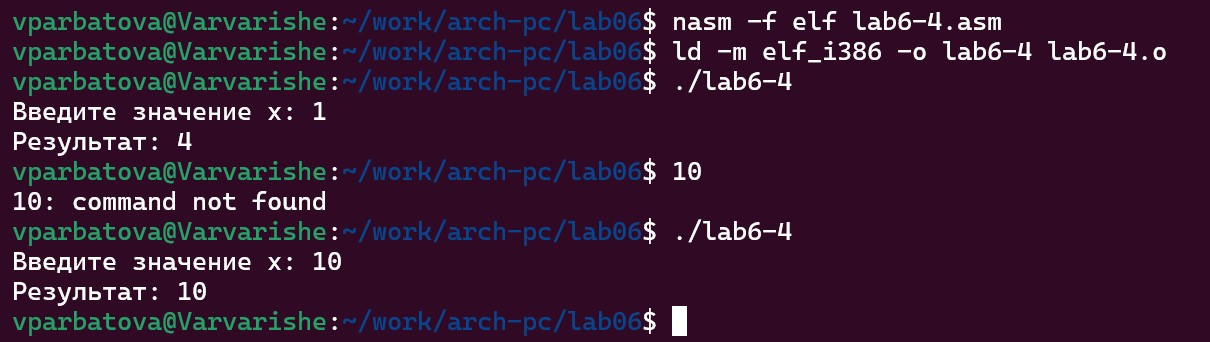 vparbatova@Varvarishe:~/work/arch-pc/lab06$ nasm -f elf lab6-4.asm
vparbatova@Varvarishe:~/work/arch-pc/lab06$ ld -m elf_i386 -o lab6-4 lab6-4.o
vparbatova@Varvarishe:~/work/arch-pc/lab06$ ./lab6-4
Введите значение x: 1
Результат: 4
vparbatova@Varvarishe:~/work/arch-pc/lab06$ 10
10: command not found
vparbatova@Varvarishe:~/work/arch-pc/lab06$ ./lab6-4
Введите значение x: 10
Результат: 10
vparbatova@Varvarishe:~/work/arch-pc/lab06$